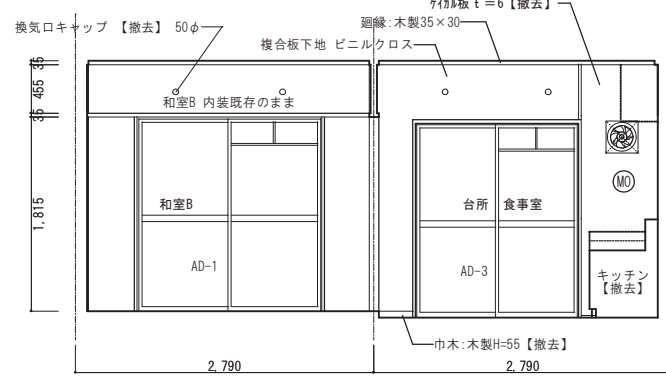 ｹｲｶﾙ板 t＝6【撤去】
換気口キャップ 【撤去】 50φ
廻縁:木製35×30
複合板下地 ビニルクロス
35
455
35
1,815
和室B 内装既存のまま
和室B
AD-1
台所 食事室
AD-3
MO
キッチン
【撤去】
巾木:木製H=55【撤去】
2,790
2,790